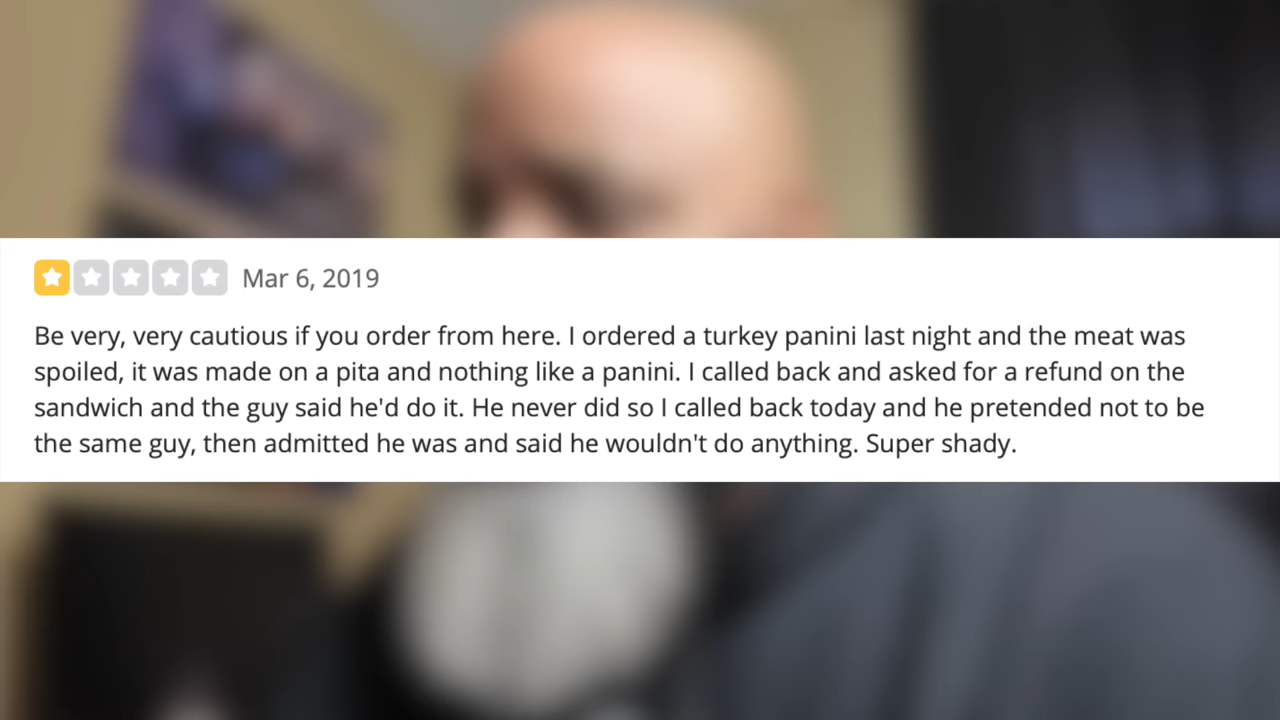 Mar 6, 2019
Be very, very cautious if you order from here. I ordered a turkey panini last night and the meat was
spoiled, it was made on a pita and nothing like a panini. I called back and asked for a refund on the
sandwich and the guy said he'd do it. He never did so I called back today and he pretended not to be
the same guy, then admitted he was and said he wouldn't do anything. Super shady.